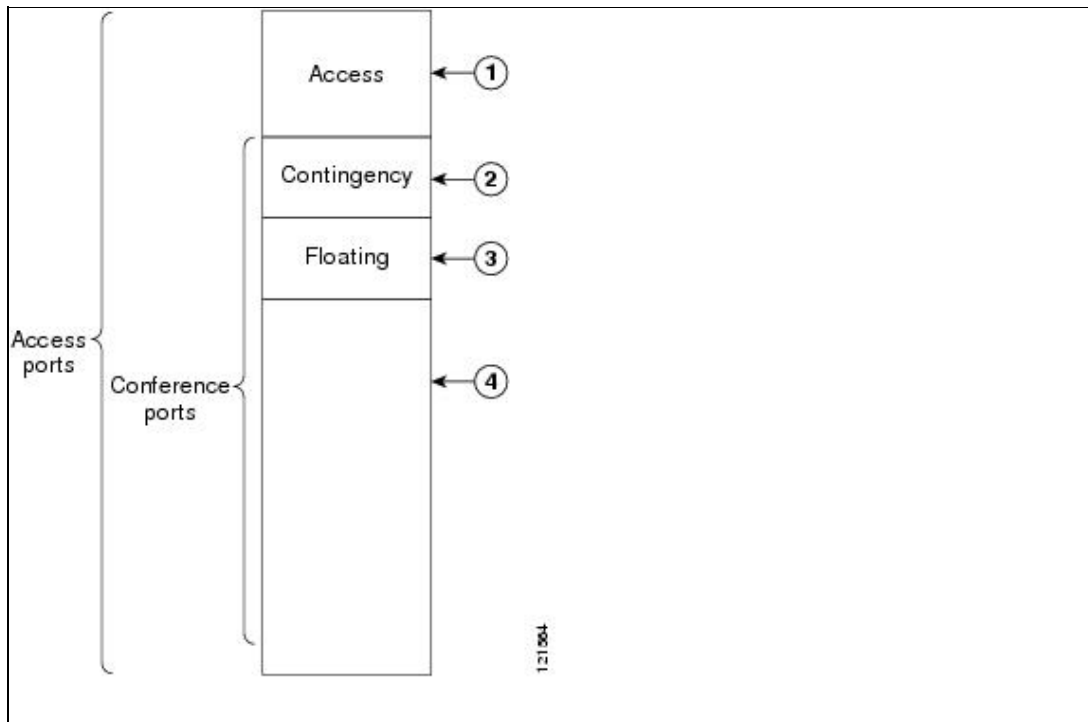 Access
1
Contingency
2
Floating
3
Access
ports
Conference
ports
4
121564